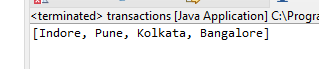 <terminated> transactions [Java Application] C:\Progra
[Indore, Pune, Kolkata, Bangalore]